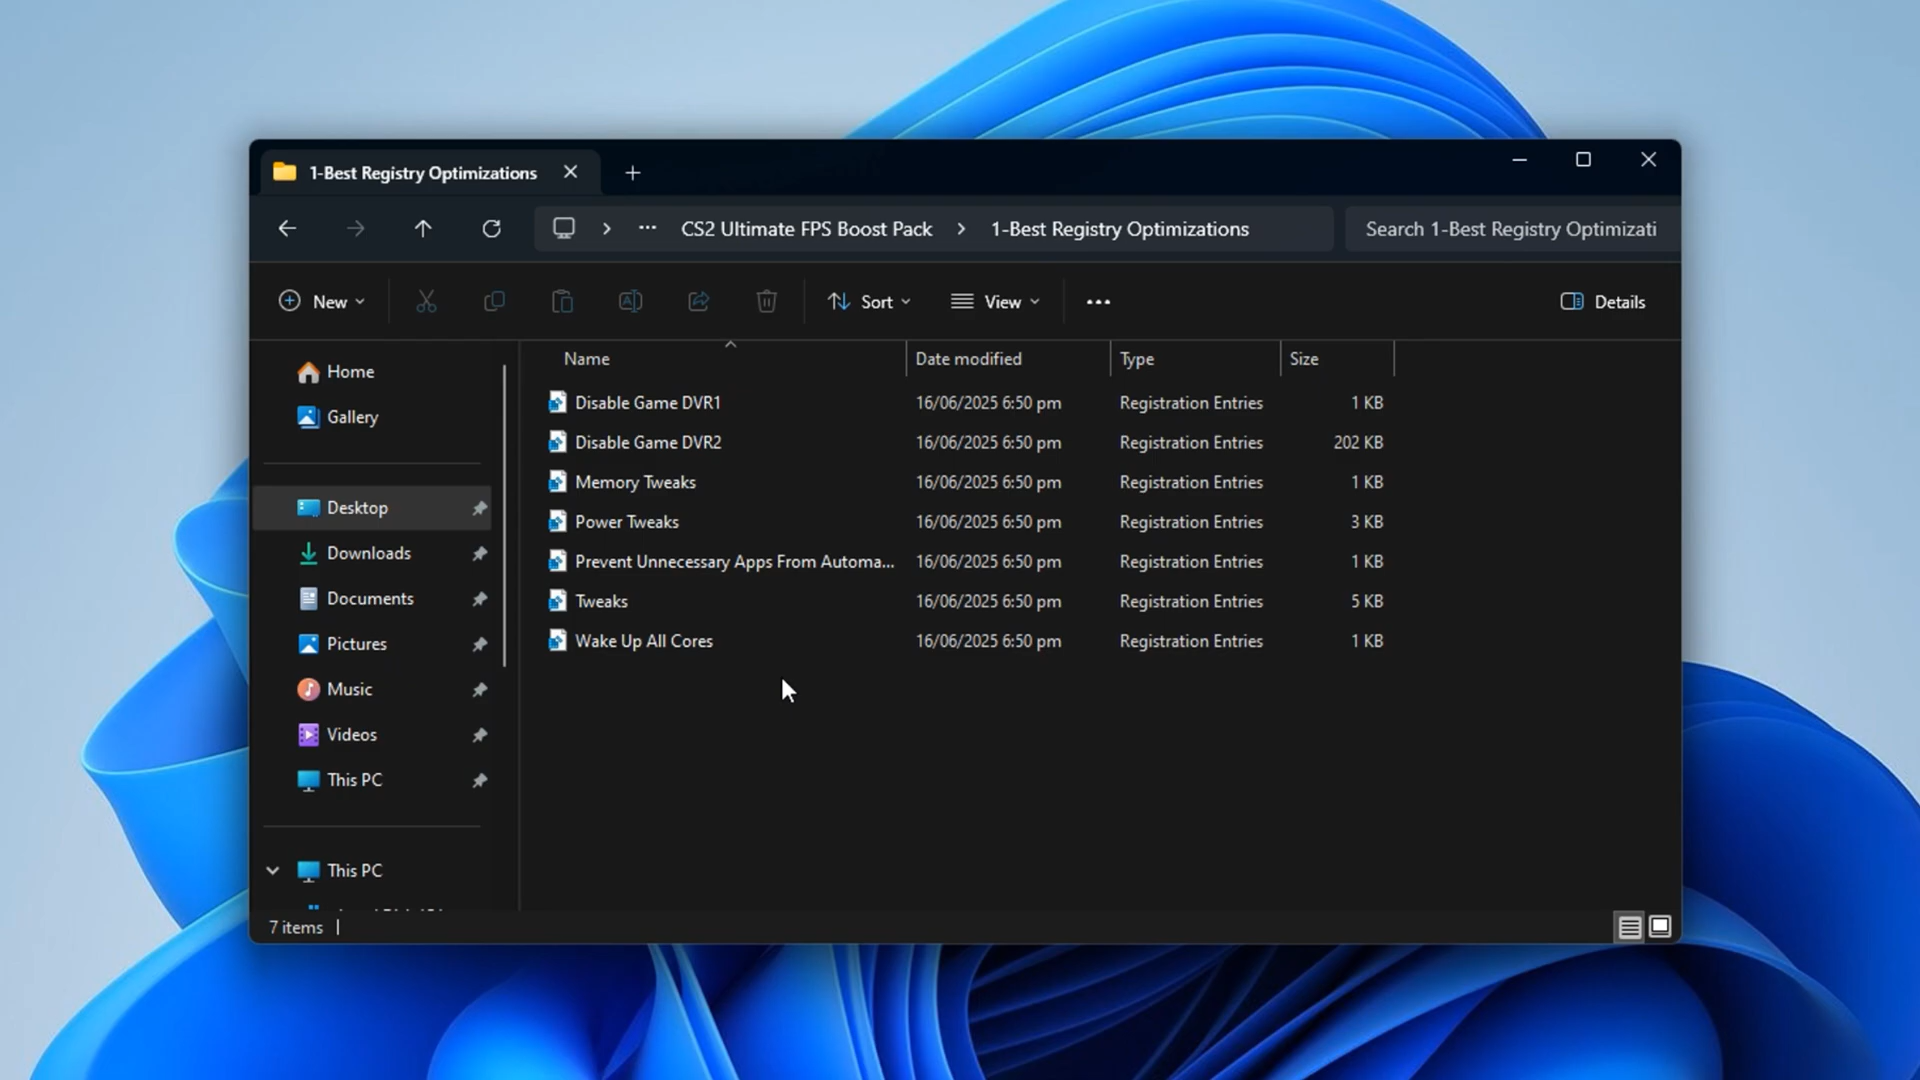 1-Best Registry Optimizations
CS2 Ultimate FPS Boost Pack > 1-Best Registry Optimizations
Search 1-Best Registry Optimizati
New
Sort
View
Details
Name Date modified Type Size
Home
Gallery
Desktop
Downloads
Documents
Pictures
Music
Videos
This PC
This PC
Disable Game DVR1 16/06/2025 6:50 pm Registration Entries 1 KB
Disable Game DVR2 16/06/2025 6:50 pm Registration Entries 202 KB
Memory Tweaks 16/06/2025 6:50 pm Registration Entries 1 KB
Power Tweaks 16/06/2025 6:50 pm Registration Entries 3 KB
Prevent Unnecessary Apps From Automa... 16/06/2025 6:50 pm Registration Entries 1 KB
Tweaks 16/06/2025 6:50 pm Registration Entries 5 KB
Wake Up All Cores 16/06/2025 6:50 pm Registration Entries 1 KB
7 items